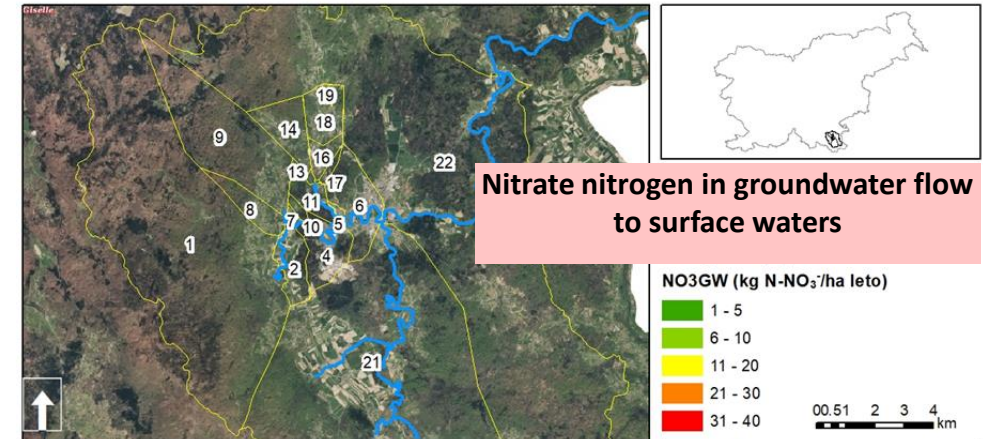 Giselle
19
18
14
9
16
22
13
17
11
6
8
7
5
10
1
4
2
21
Nitrate nitrogen in groundwater flow
to surface waters
NO3GW (kg N-NO₃⁻/ha leto)
1 - 5
6 - 10
11 - 20
21 - 30
31 - 40
00.51 2 3 4
km